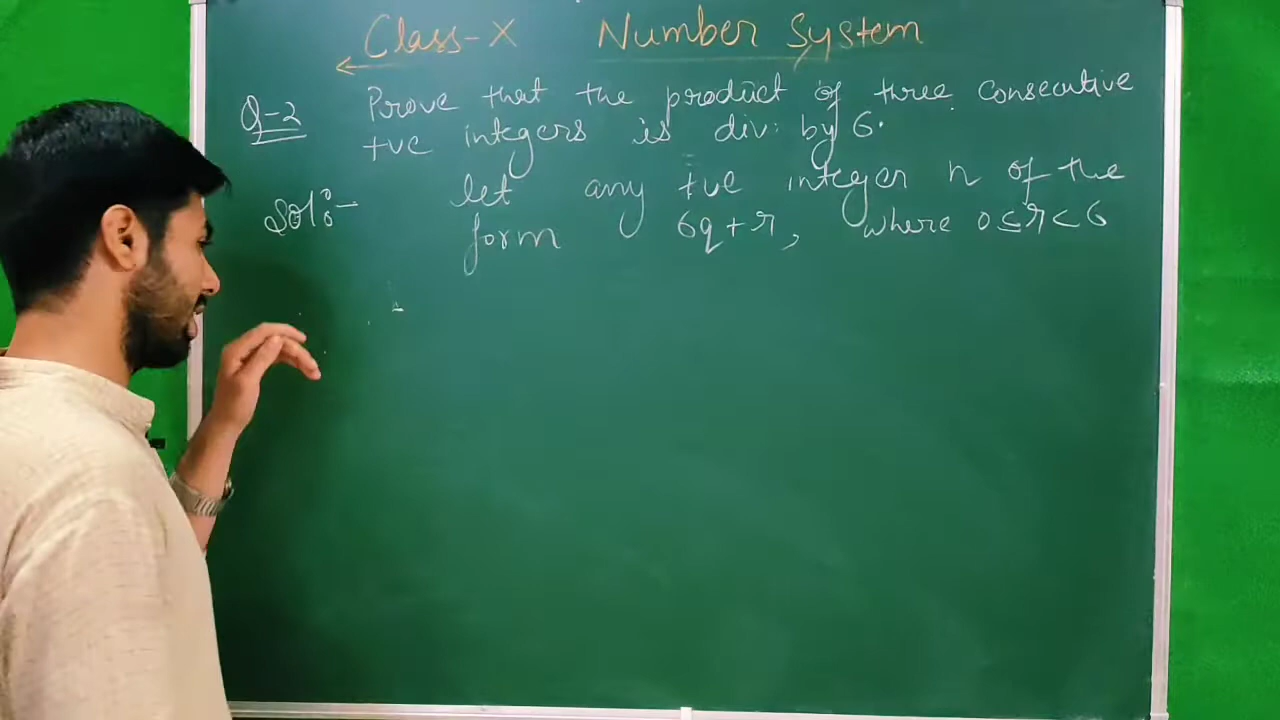 Class-X Number System
Q-2 Prove that the product of three consecutive
+ve integers is div: by 6.
Sol:- let any +ve integer n of the
form 6q+r, where 0≤r<6